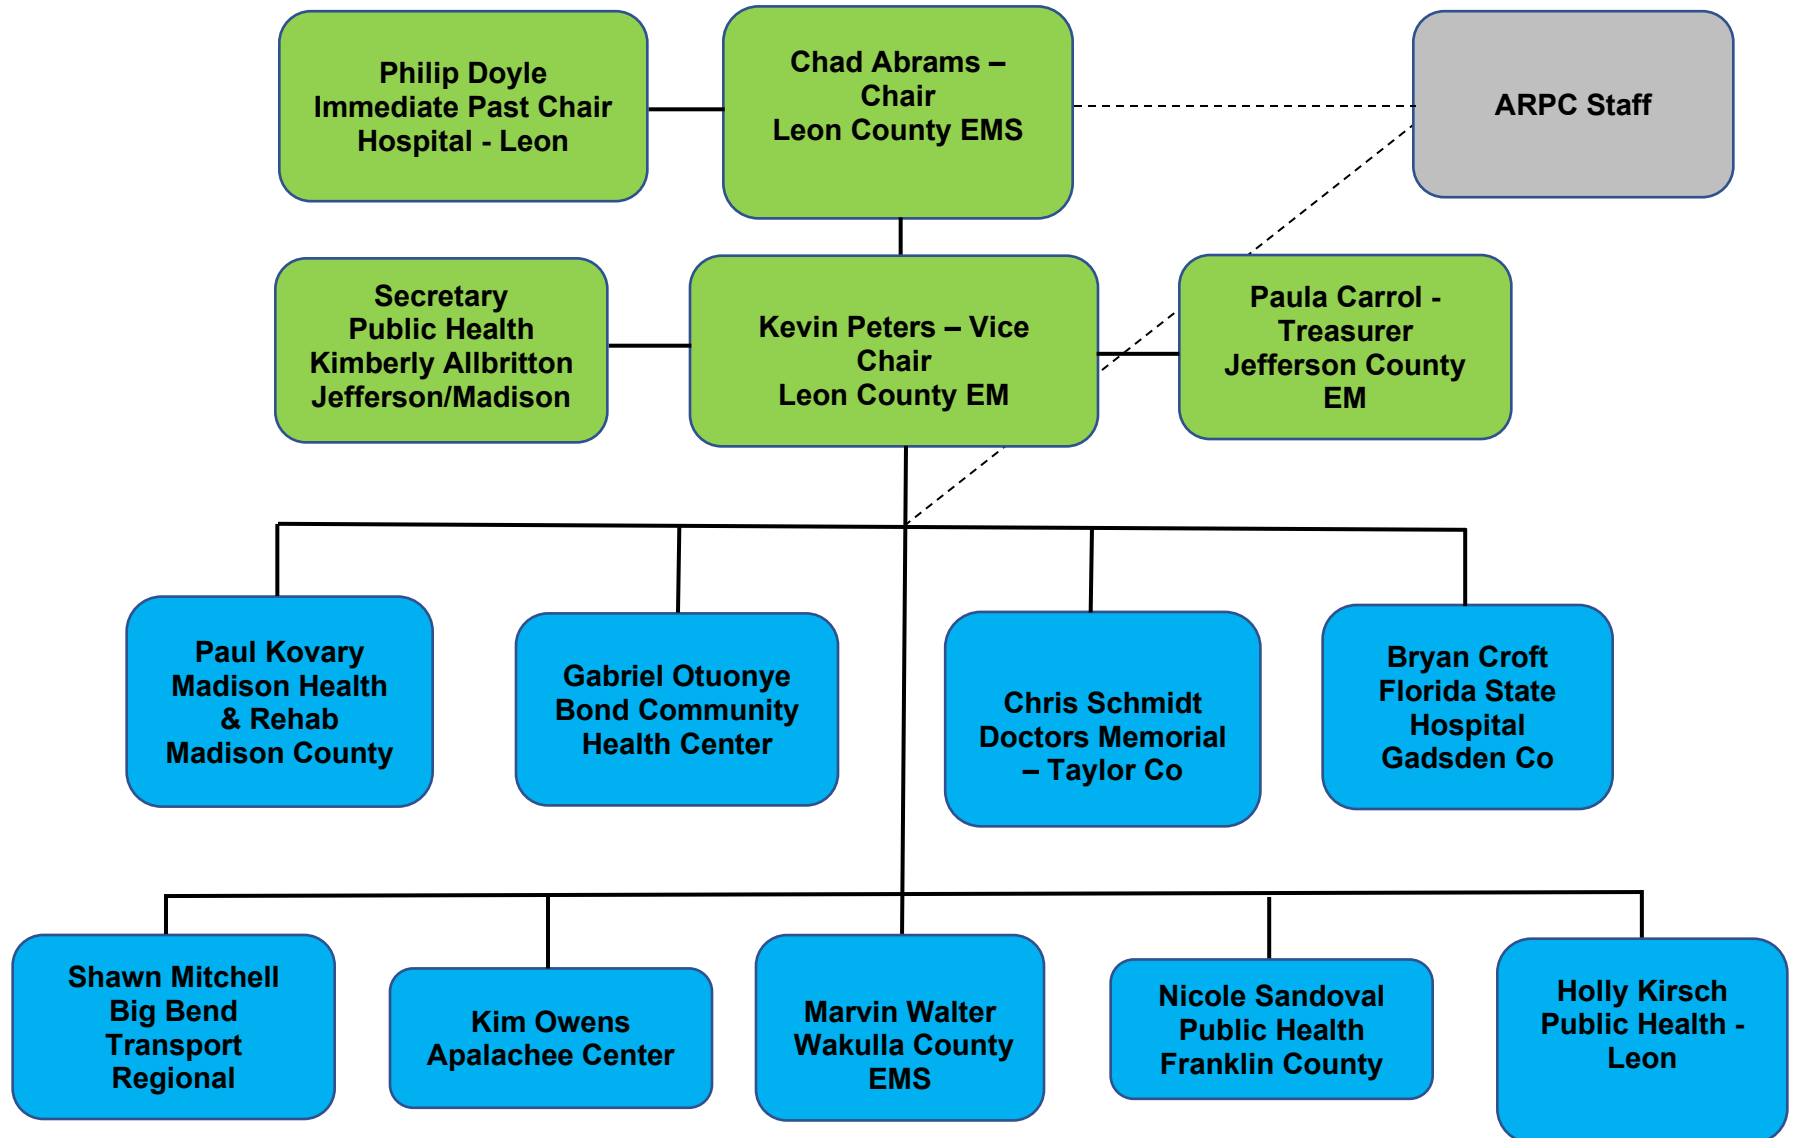 Philip Doyle
Immediate Past Chair
Hospital - Leon
Chad Abrams –
Chair
Leon County EMS
ARPC Staff
Secretary
Public Health
Kimberly Allbritton
Jefferson/Madison
Kevin Peters – Vice
Chair
Leon County EM
Paula Carrol -
Treasurer
Jefferson County
EM
Paul Kovary
Madison Health
& Rehab
Madison County
Gabriel Otuonye
Bond Community
Health Center
Chris Schmidt
Doctors Memorial
– Taylor Co
Bryan Croft
Florida State
Hospital
Gadsden Co
Shawn Mitchell
Big Bend
Transport
Regional
Kim Owens
Apalachee Center
Marvin Walter
Wakulla County
EMS
Nicole Sandoval
Public Health
Franklin County
Holly Kirsch
Public Health -
Leon